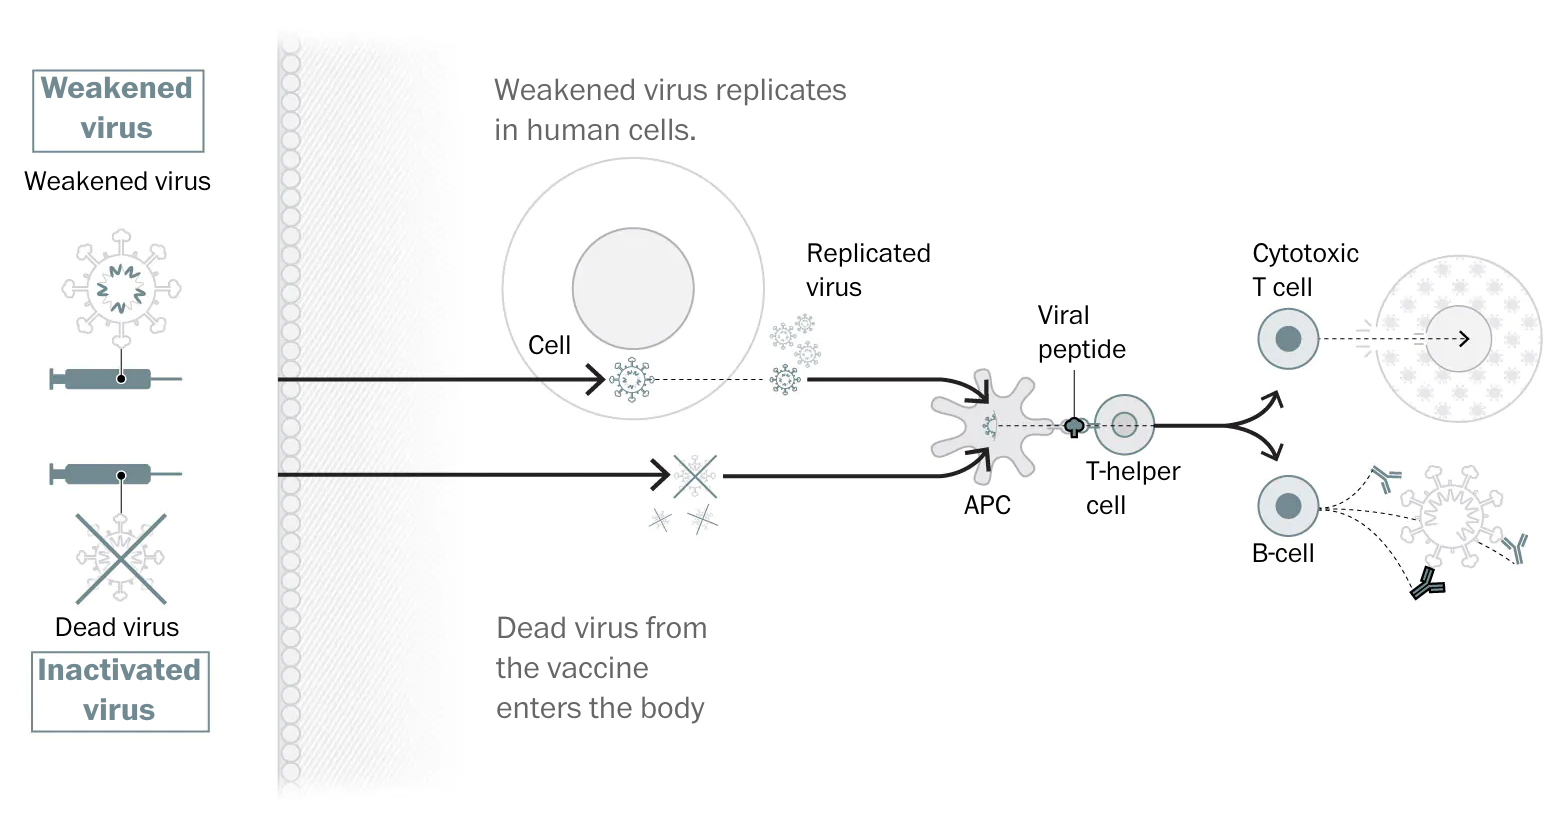 Weakened
virus
Weakened virus
Weakened virus replicates
in human cells.
Cell
Replicated
virus
Viral
peptide
APC
T-helper
cell
Cytotoxic
T cell
B-cell
Dead virus
Inactivated
virus
Dead virus from
the vaccine
enters the body